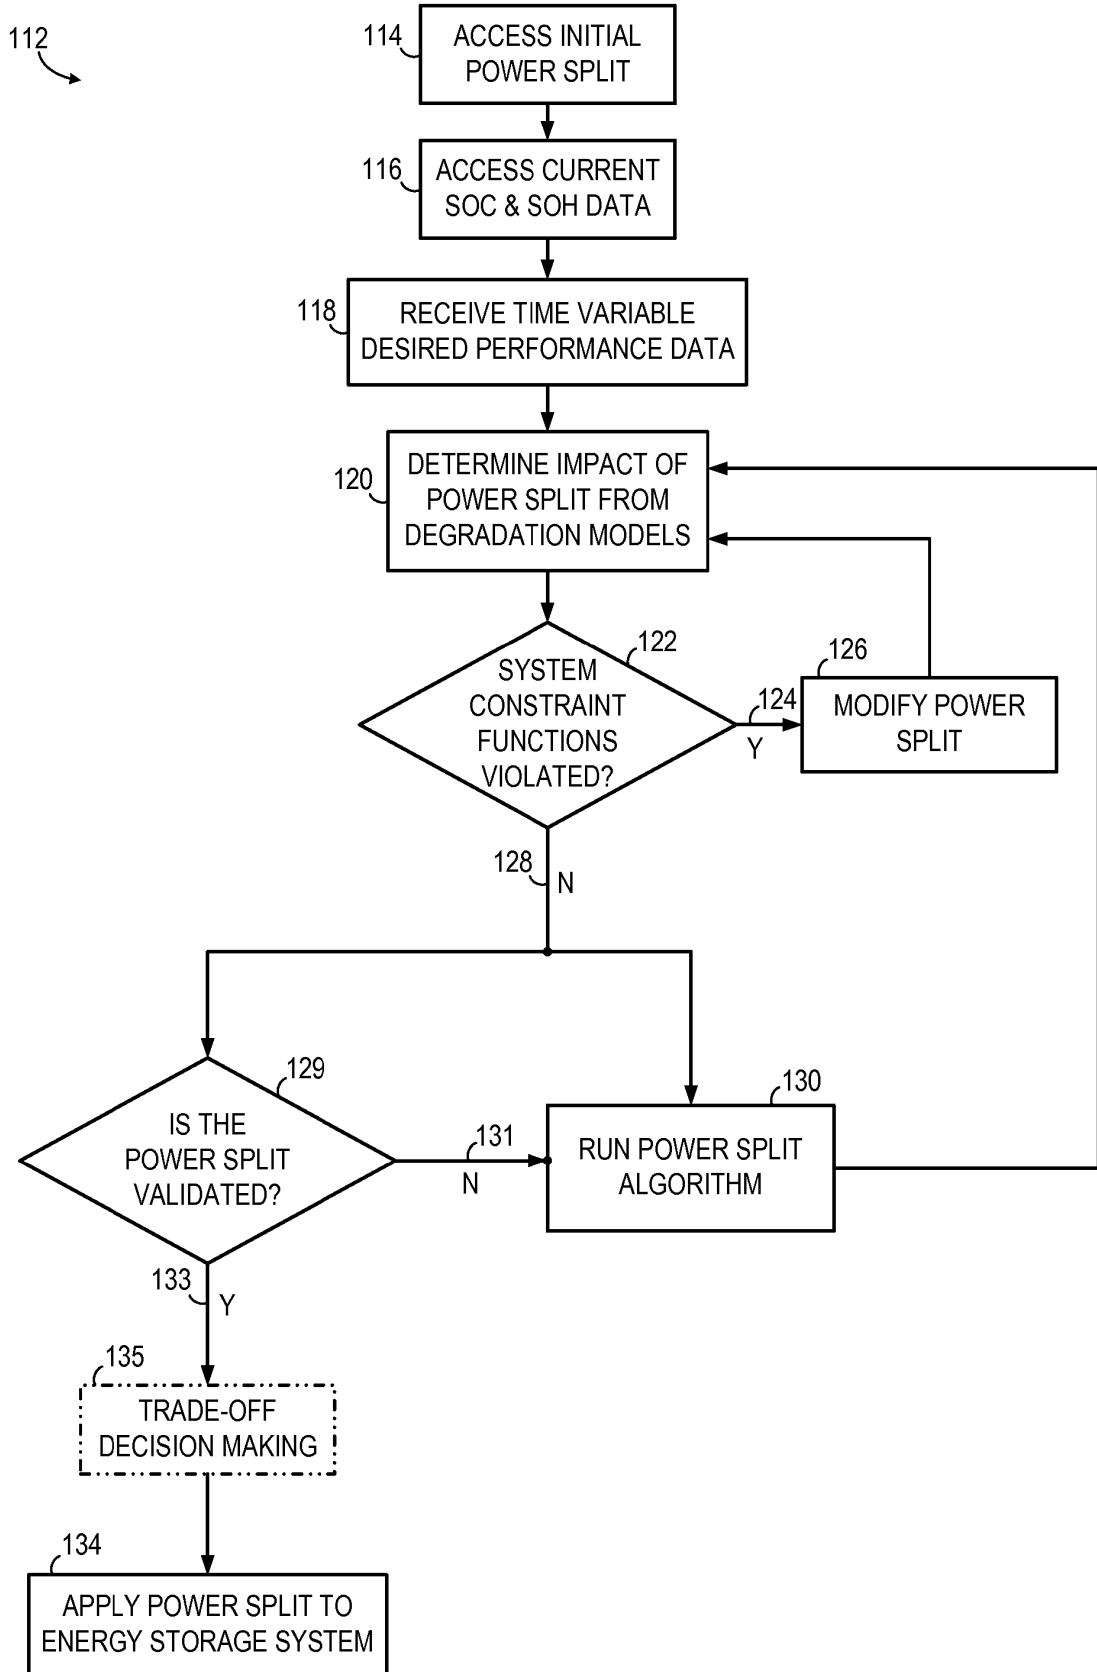 112
114
ACCESS INITIAL
POWER SPLIT
116
ACCESS CURRENT
SOC & SOH DATA
118
RECEIVE TIME VARIABLE
DESIRED PERFORMANCE DATA
120
DETERMINE IMPACT OF
POWER SPLIT FROM
DEGRADATION MODELS
122
SYSTEM
CONSTRAINT
FUNCTIONS
VIOLATED?
124
Y
126
MODIFY POWER
SPLIT
128
N
129
IS THE
POWER SPLIT
VALIDATED?
131
N
130
RUN POWER SPLIT
ALGORITHM
133
Y
135
TRADE-OFF
DECISION MAKING
134
APPLY POWER SPLIT TO
ENERGY STORAGE SYSTEM